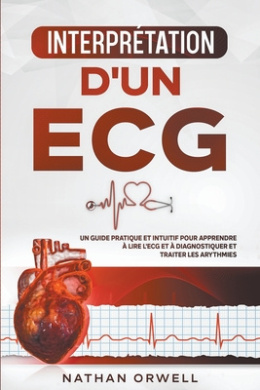 INTERPRÉTATION
D'UN
ECG
UN GUIDE PRATIQUE ET INTUITIF POUR APPRENDRE
À LIRE L'ECG ET À DIAGNOSTIQUER ET
TRAITER LES ARYTHMIES
NATHAN ORWELL